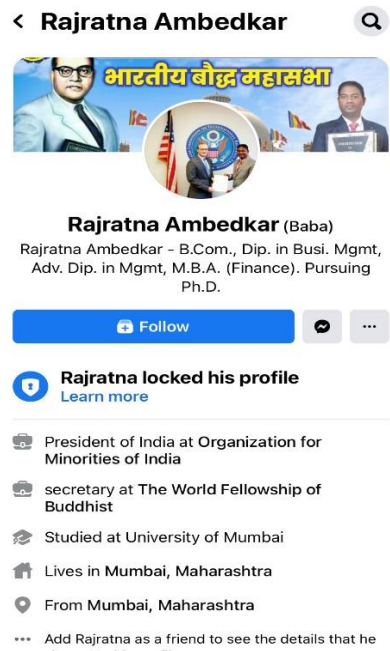 Rajratna Ambedkar
भारतीय बौद्ध महासभा
Rajratna Ambedkar (Baba)
Rajratna Ambedkar - B.Com., Dip. in Busi. Mgmt,
Adv. Dip. in Mgmt, M.B.A. (Finance). Pursuing
Ph.D.
Follow
Rajratna locked his profile
Learn more
President of India at Organization for
Minorities of India
secretary at The World Fellowship of
Buddhist
Studied at University of Mumbai
Lives in Mumbai, Maharashtra
From Mumbai, Maharashtra
Add Rajratna as a friend to see the details that he